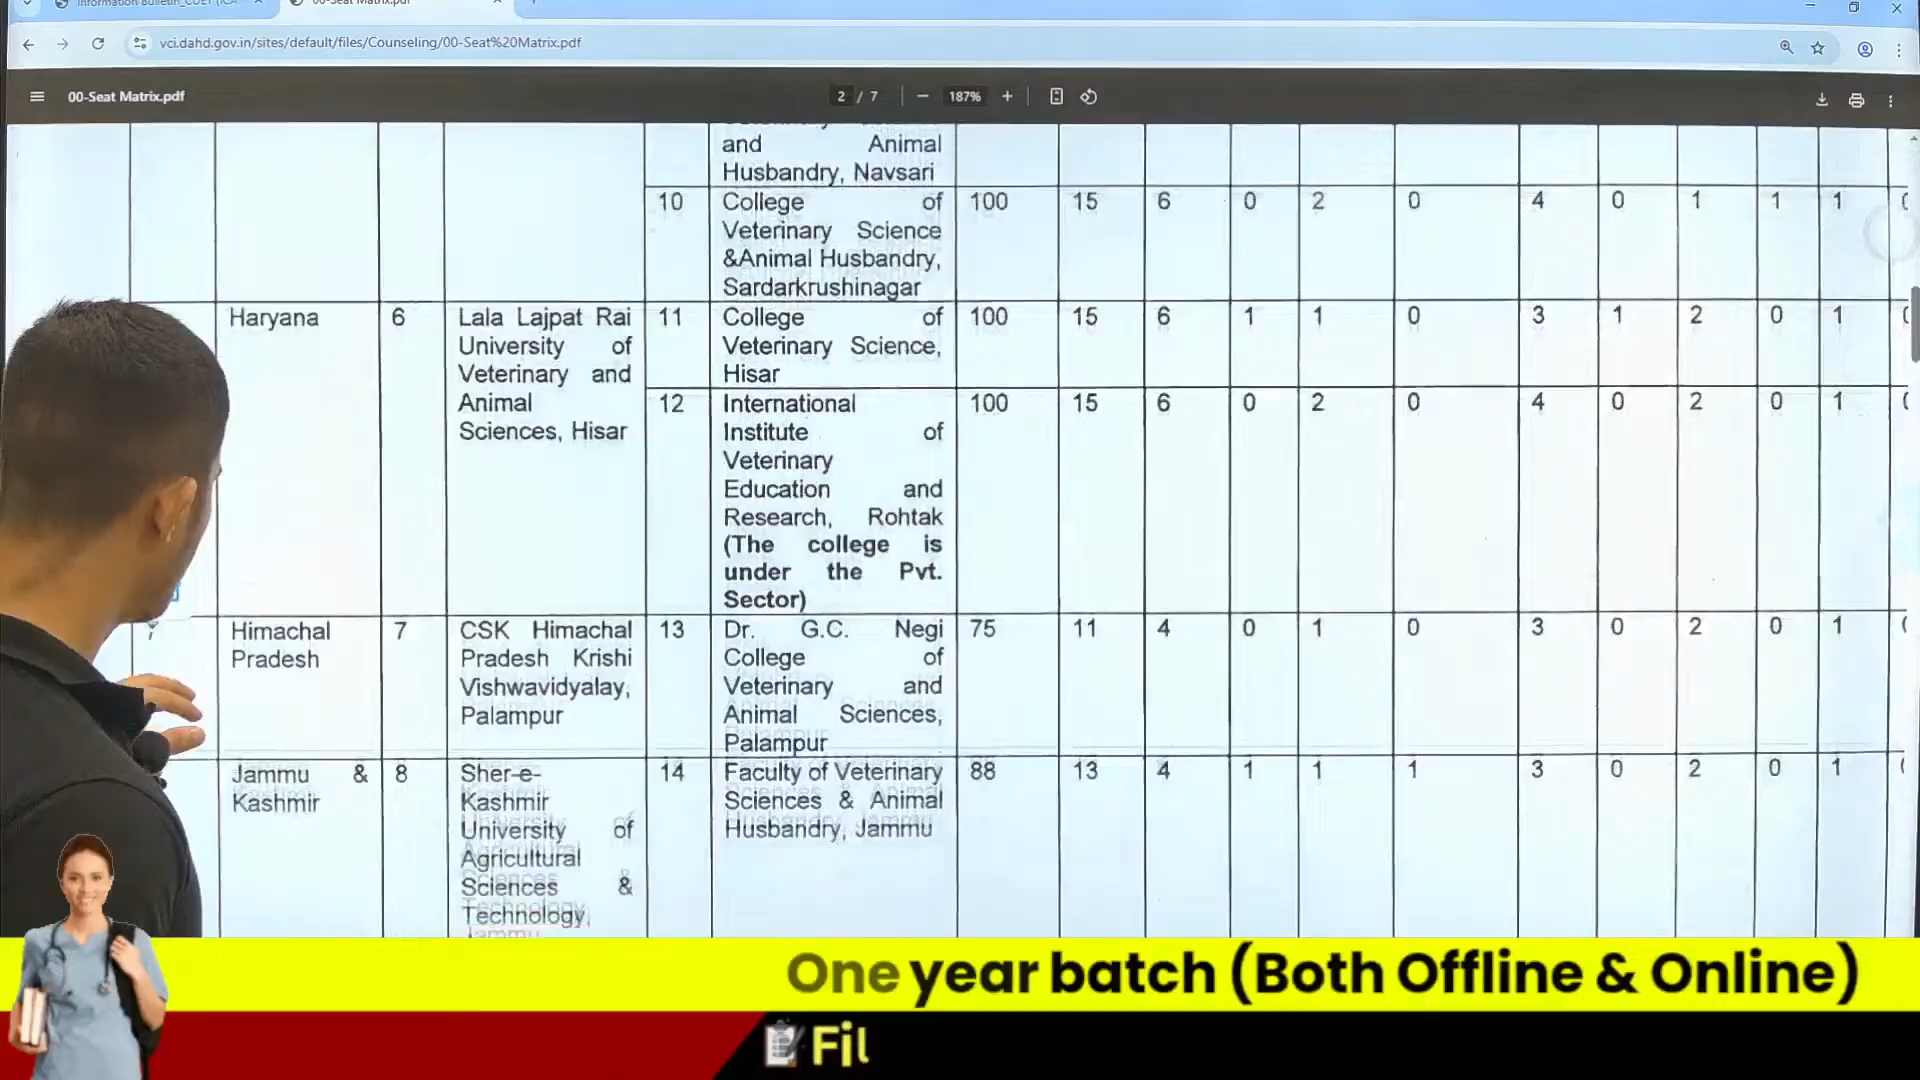 Information Bulletin_CUET (ICA
00-Seat Matrix.pdf
vci.dahd.gov.in/sites/default/files/Counseling/00-Seat%20Matrix.pdf
00-Seat Matrix.pdf
2 / 7
187%
and Animal
Husbandry, Navsari
10 College of 100 15 6 0 2 0 4 0 1 1 1
Veterinary Science
&Animal Husbandry,
Sardarkrushinagar
Haryana 6 Lala Lajpat Rai 11 College of 100 15 6 1 1 0 3 1 2 0 1
University of Veterinary Science,
Veterinary and Hisar
Animal 12 International 100 15 6 0 2 0 4 0 2 0 1
Sciences, Hisar Institute of
Veterinary
Education and
Research, Rohtak
(The college is
under the Pvt.
Sector)
7 Himachal 7 CSK Himachal 13 Dr. G.C. Negi 75 11 4 0 1 0 3 0 2 0 1
Pradesh Pradesh Krishi College of
Vishwavidyalay, Veterinary and
Palampur Animal Sciences,
Palampur
Jammu & 8 Sher-e- 14 Faculty of Veterinary 88 13 4 1 1 1 3 0 2 0 1
Kashmir Kashmir Sciences & Animal
University of Husbandry, Jammu
Agricultural
Sciences &
Technology,
Jammu
One year batch (Both Offline & Online)
Fil